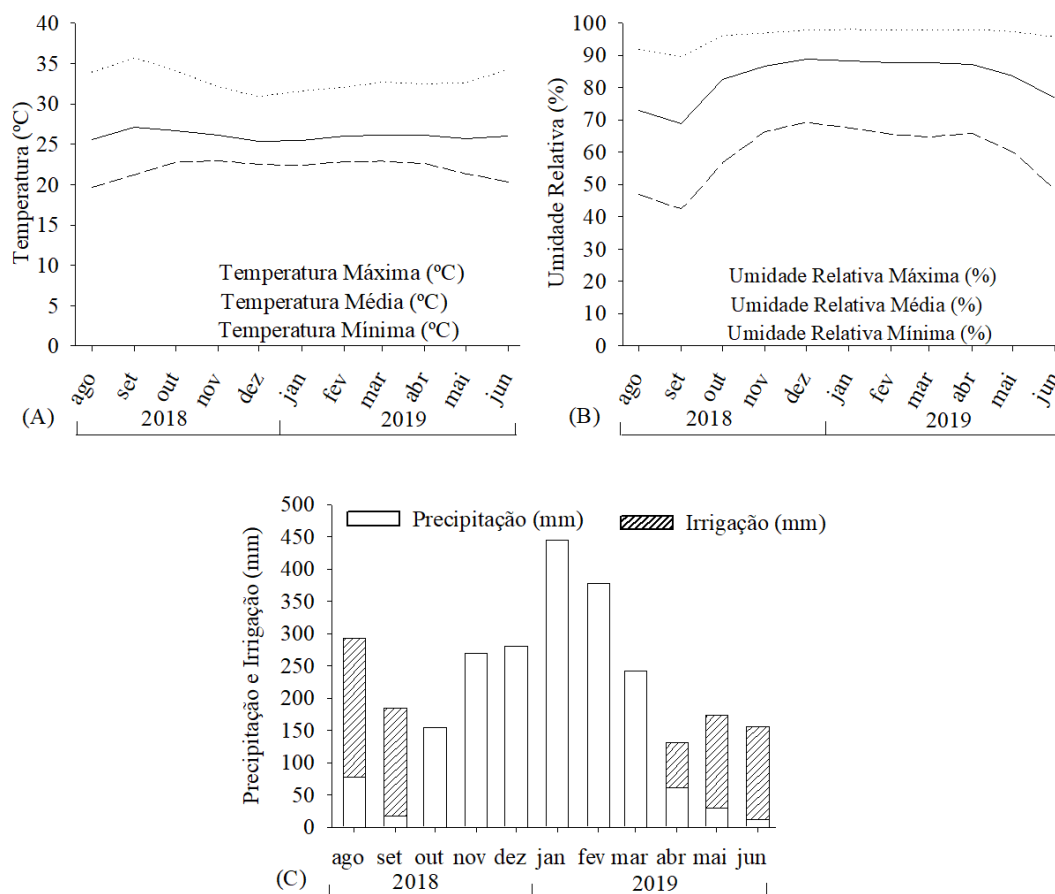 Temperatura (ºC)
40
35
30
25
20
15
10
5
0
Temperatura Máxima (ºC)
Temperatura Média (ºC)
Temperatura Mínima (ºC)
ago set out nov dez jan fev mar abr mai jun
(A) 2018 2019
Umidade Relativa (%)
100
90
80
70
60
50
40
30
20
10
0
Umidade Relativa Máxima (%)
Umidade Relativa Média (%)
Umidade Relativa Mínima (%)
ago set out nov dez jan fev mar abr mai jun
(B) 2018 2019
Precipitação e Irrigação (mm)
500
450
400
350
300
250
200
150
100
50
0
Precipitação (mm) Irrigação (mm)
ago set out nov dez jan fev mar abr mai jun
(C) 2018 2019